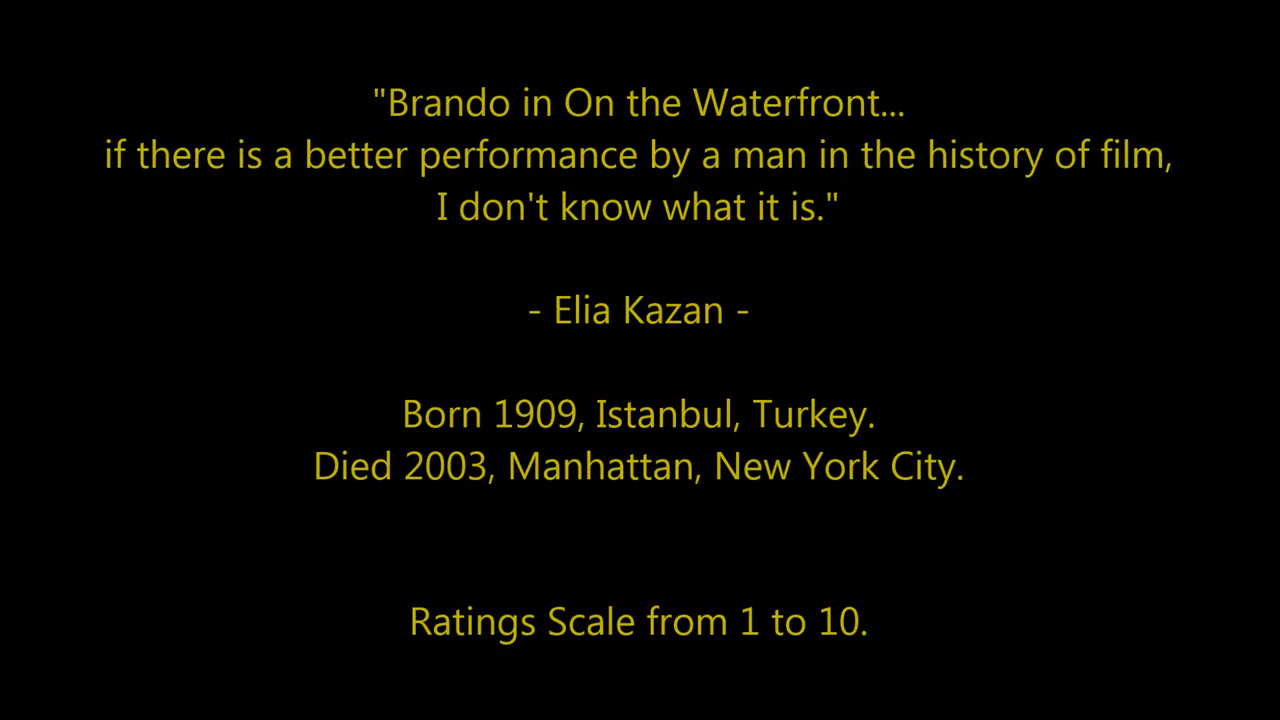 "Brando in On the Waterfront...
if there is a better performance by a man in the history of film,
I don't know what it is."
- Elia Kazan -
Born 1909, Istanbul, Turkey.
Died 2003, Manhattan, New York City.
Ratings Scale from 1 to 10.